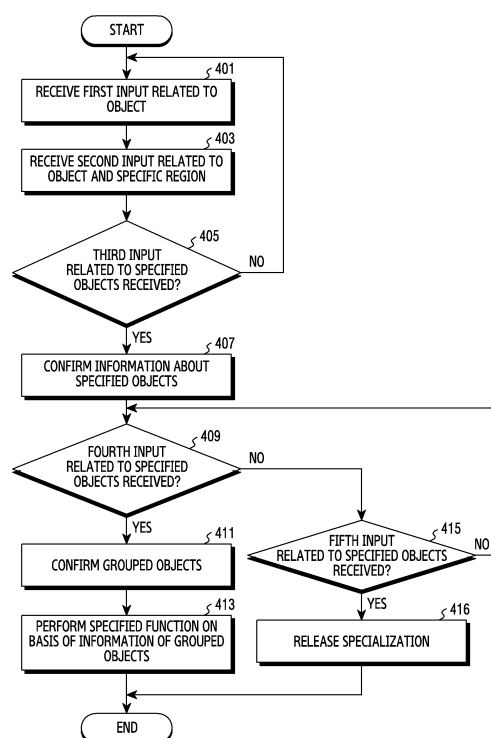 START
401
RECEIVE FIRST INPUT RELATED TO
OBJECT
403
RECEIVE SECOND INPUT RELATED TO
OBJECT AND SPECIFIC REGION
405
THIRD INPUT
RELATED TO SPECIFIED
OBJECTS RECEIVED?
NO
YES
407
CONFIRM INFORMATION ABOUT
SPECIFIED OBJECTS
409
FOURTH INPUT
RELATED TO SPECIFIED
OBJECTS RECEIVED?
NO
YES
415
FIFTH INPUT
RELATED TO SPECIFIED OBJECTS
RECEIVED?
NO
YES
411
CONFIRM GROUPED OBJECTS
413
PERFORM SPECIFIED FUNCTION ON
BASIS OF INFORMATION OF GROUPED
OBJECTS
416
RELEASE SPECIALIZATION
END